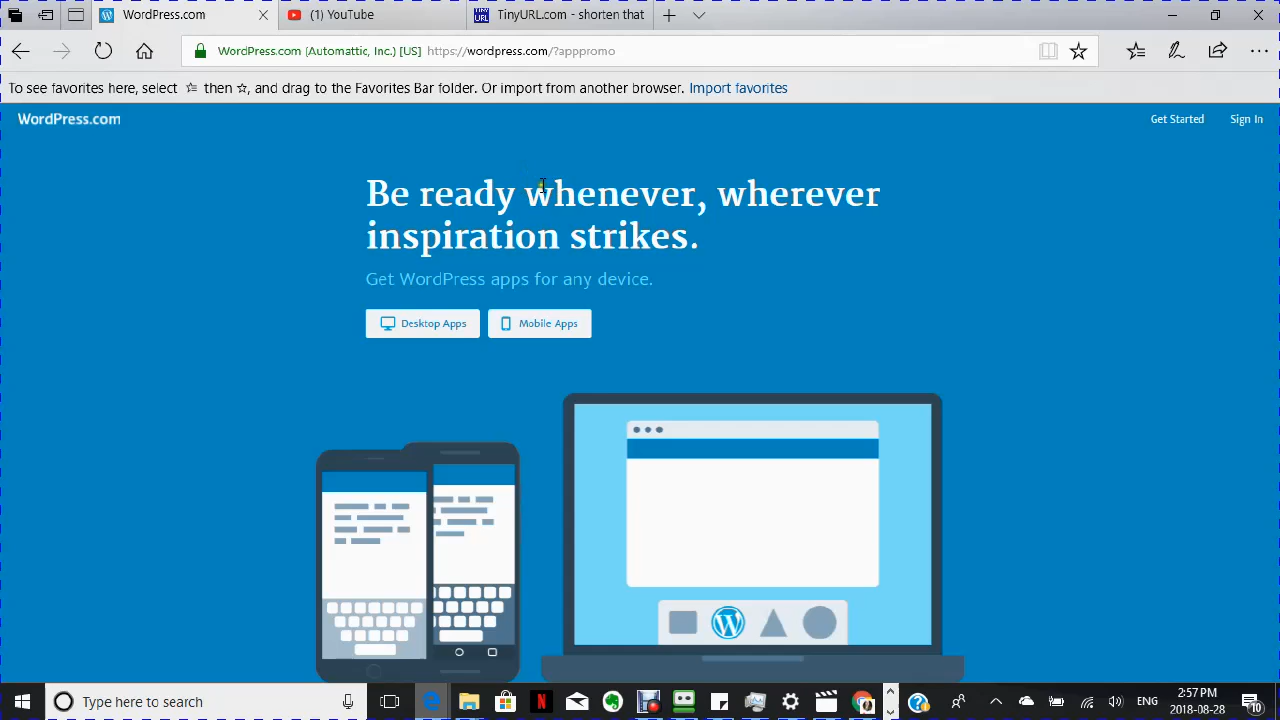 WordPress.com
(1) YouTube
TinyURL.com - shorten that
WordPress.com (Automattic, Inc.) [US] https://wordpress.com/?apppromo
To see favorites here, select then , and drag to the Favorites Bar folder. Or import from another browser. Import favorites
WordPress.com
Get Started
Sign In
Be ready whenever, wherever
inspiration strikes.
Get WordPress apps for any device.
Desktop Apps
Mobile Apps
Type here to search
ENG
2:57 PM
2018-08-28
10